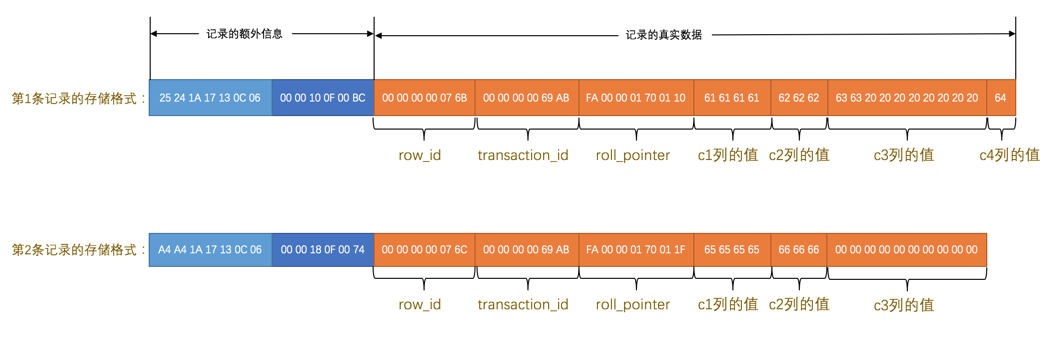 记录的额外信息 记录的真实数据
第1条记录的存储格式： 25 24 1A 17 13 0C 06 00 00 10 0F 00 BC 00 00 00 00 07 6B 00 00 00 00 69 AB FA 00 00 01 70 01 10 61 61 61 61 62 62 62 63 63 20 20 20 20 20 20 20 20 64
row_id transaction_id roll_pointer c1列的值 c2列的值 c3列的值 c4列的值
第2条记录的存储格式： A4 A4 1A 17 13 0C 06 00 00 18 0F 00 74 00 00 00 00 07 6C 00 00 00 00 69 AB FA 00 00 01 70 01 1F 65 65 65 65 66 66 66 00 00 00 00 00 00 00 00 00 00
row_id transaction_id roll_pointer c1列的值 c2列的值 c3列的值